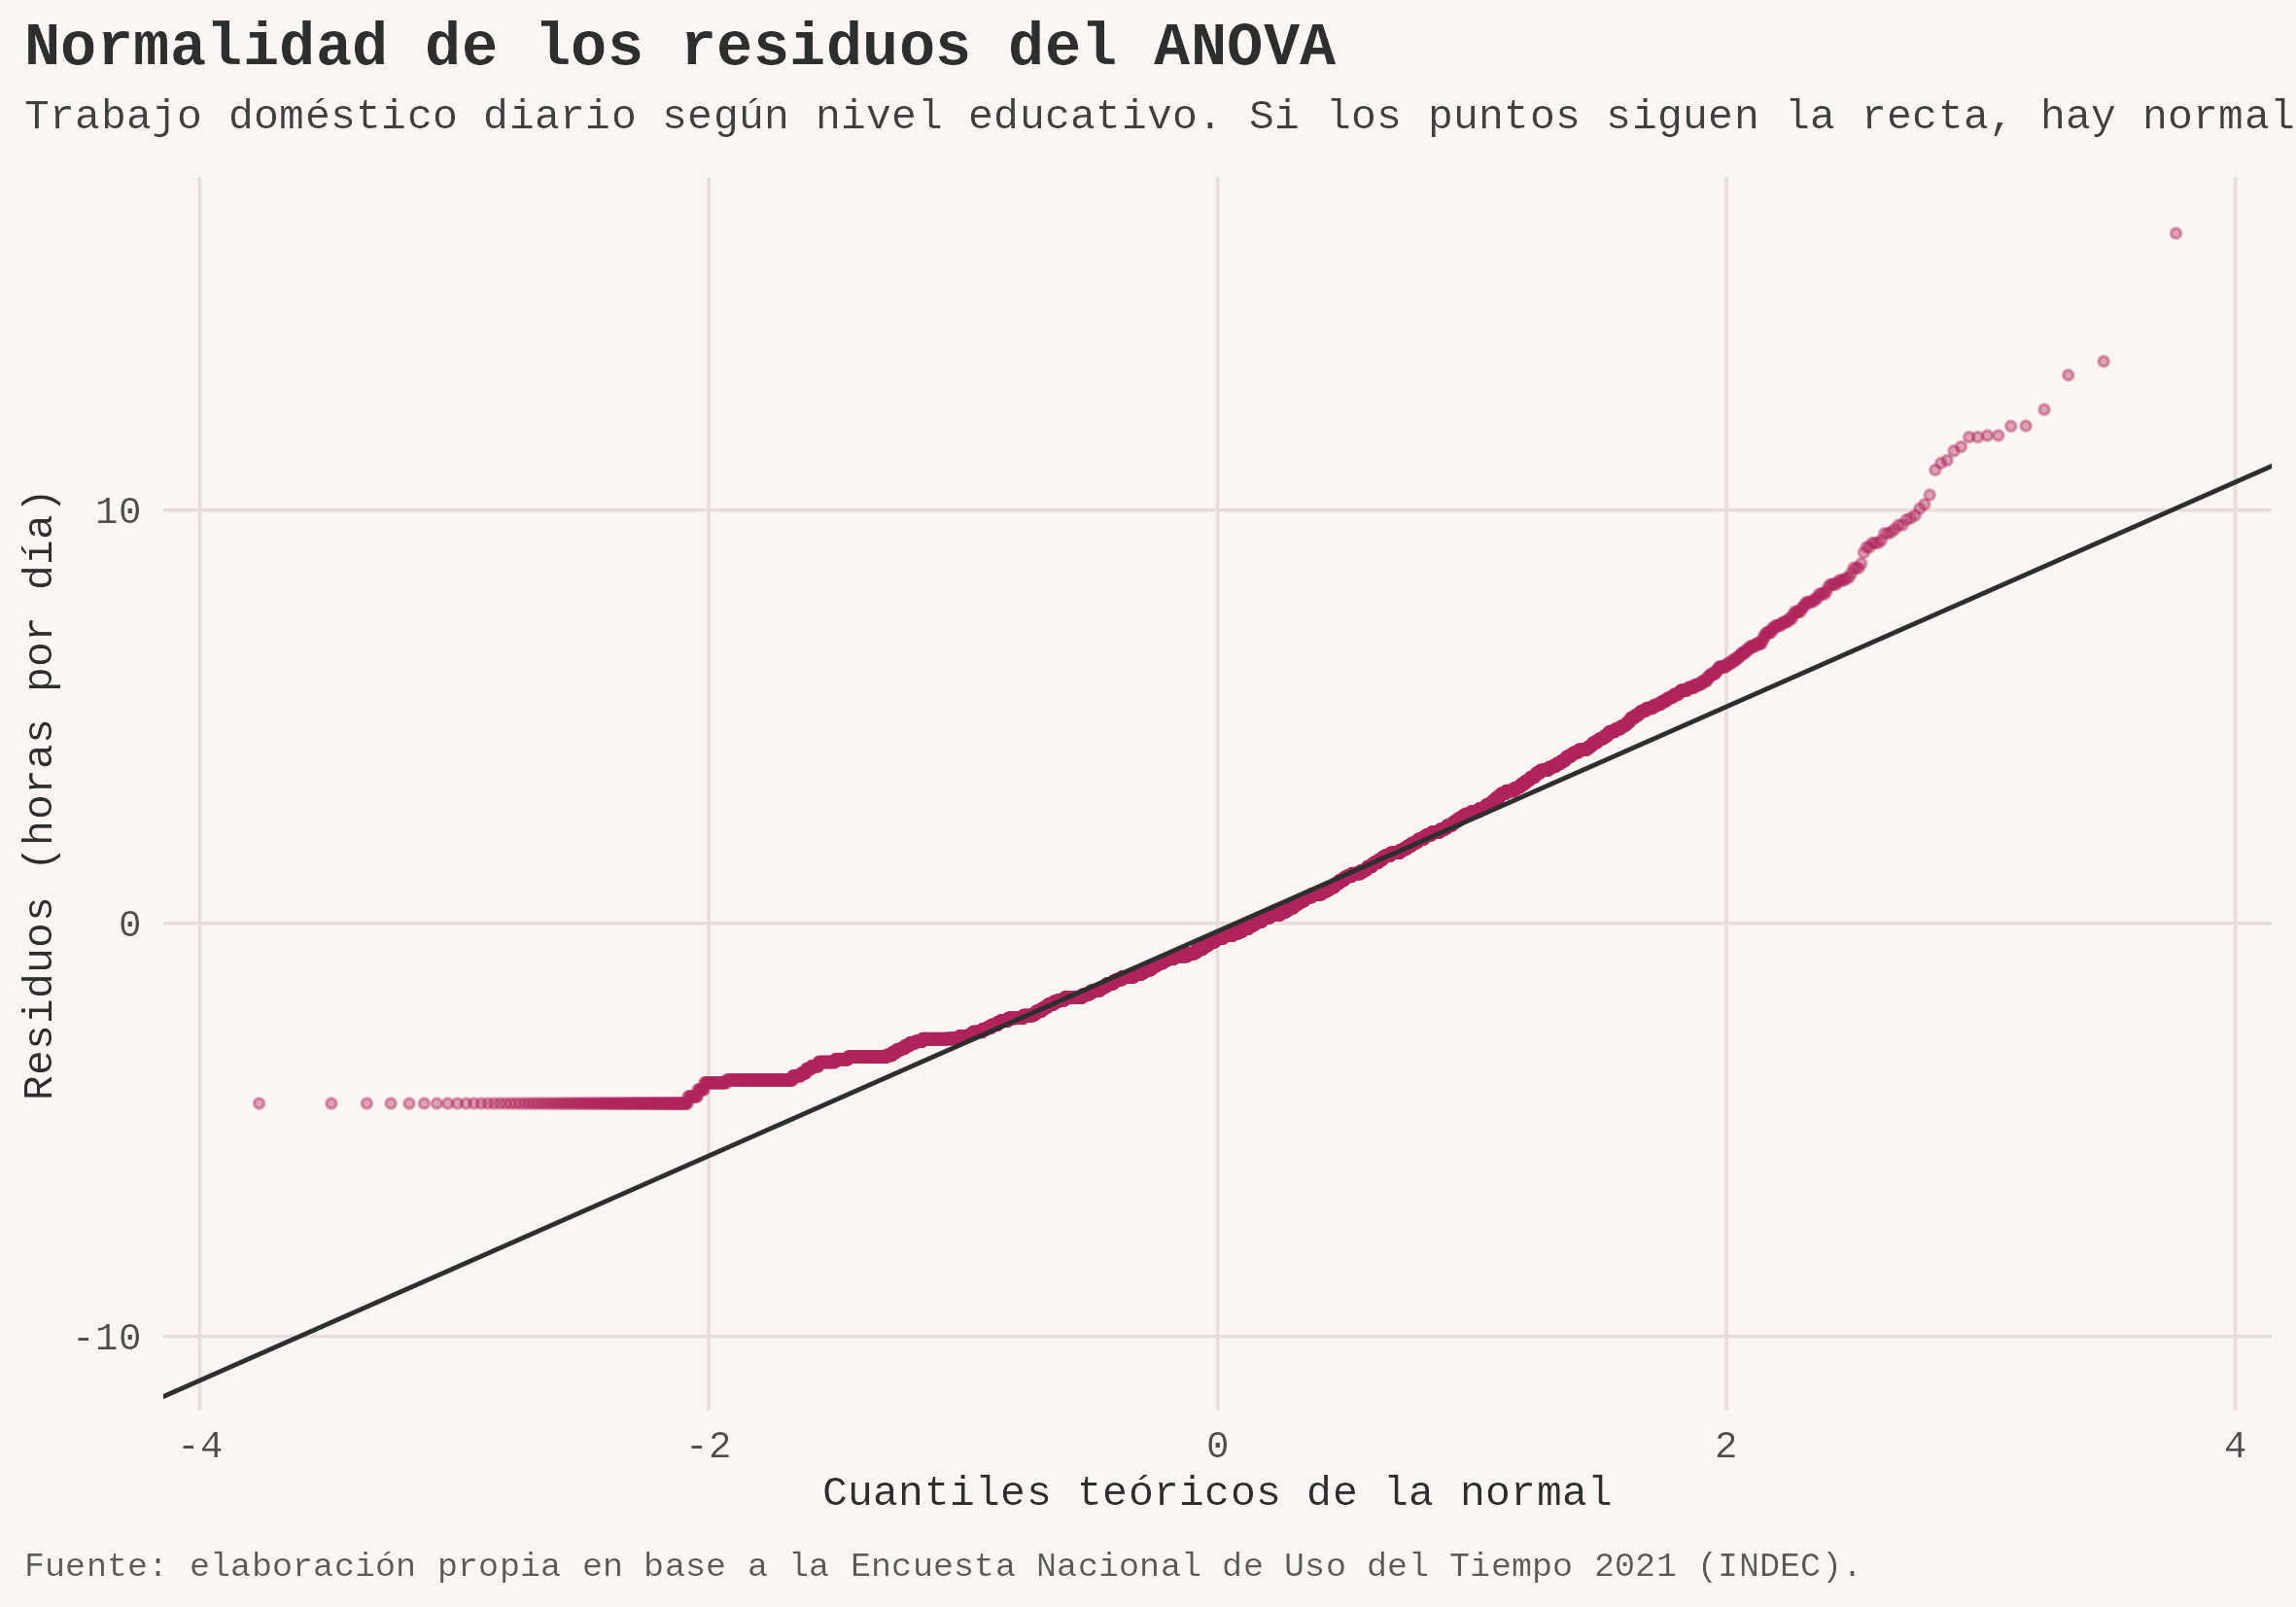 Normalidad de los residuos del ANOVA
Trabajo doméstico diario según nivel educativo. Si los puntos siguen la recta, hay normal
Residuos (horas por día)
10
0
-10
-4
-2
0
2
4
Cuantiles teóricos de la normal
Fuente: elaboración propia en base a la Encuesta Nacional de Uso del Tiempo 2021 (INDEC).